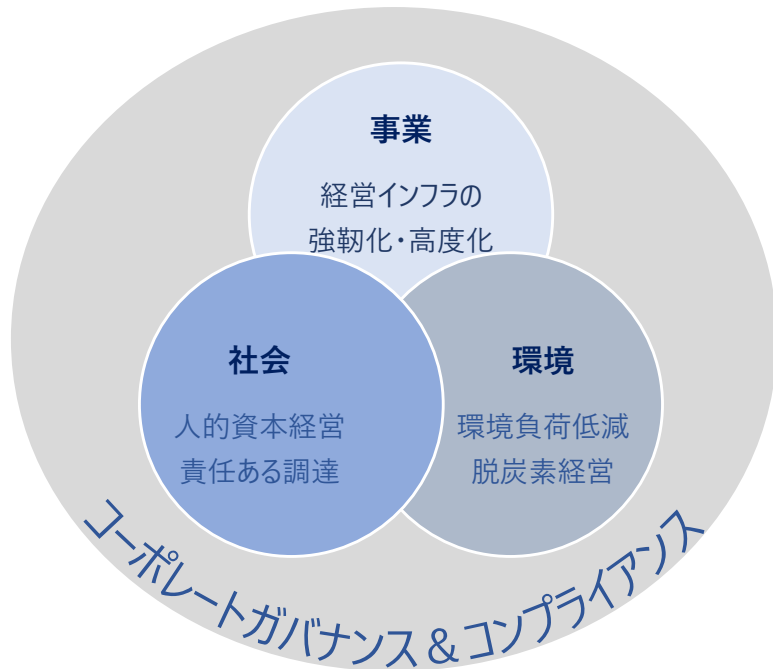 事業
経営インフラの
強靭化・高度化
社会
人的資本経営
責任ある調達
環境
環境負荷低減
脱炭素経営
コーポレートガバナンス&コンプライアンス